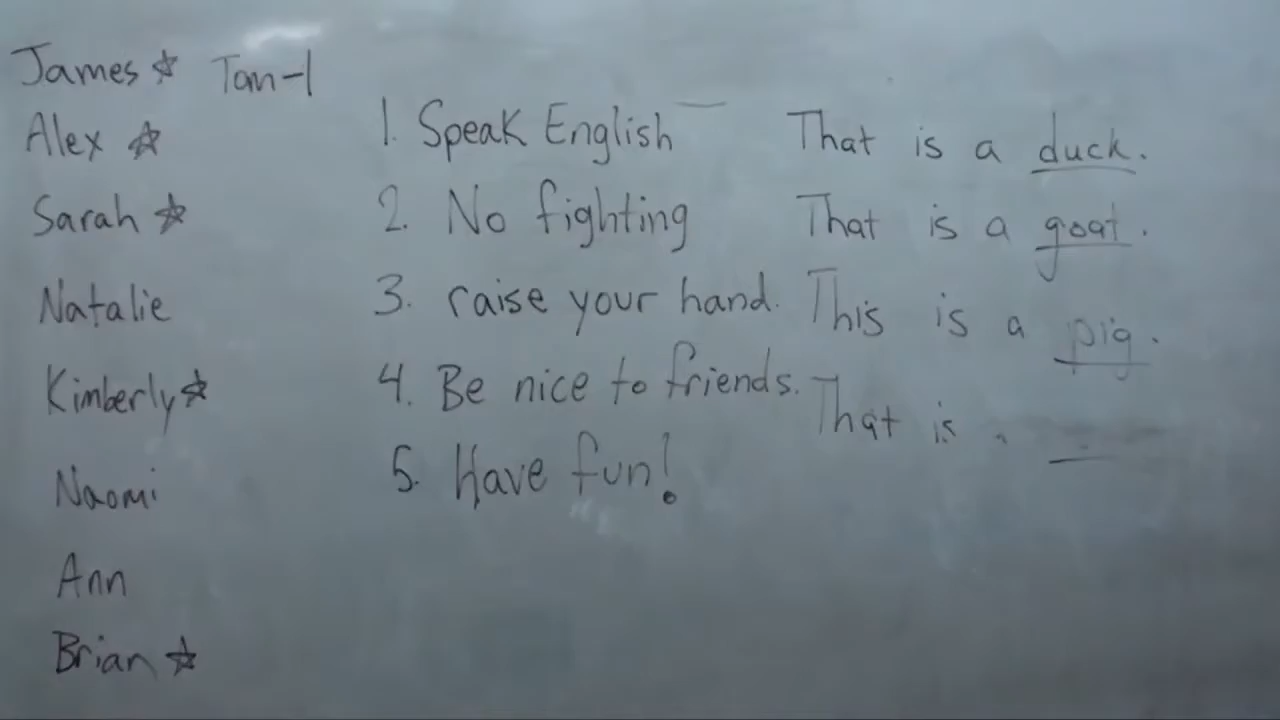 James ☆ Tom-1
Alex ☆
Sarah ☆
Natalie
Kimberly ☆
Naomi
Ann
Brian ☆
1. Speak English
2. No fighting
3. raise your hand.
4. Be nice to friends.
5. Have fun!
That is a duck.
That is a goat.
This is a pig.
That is